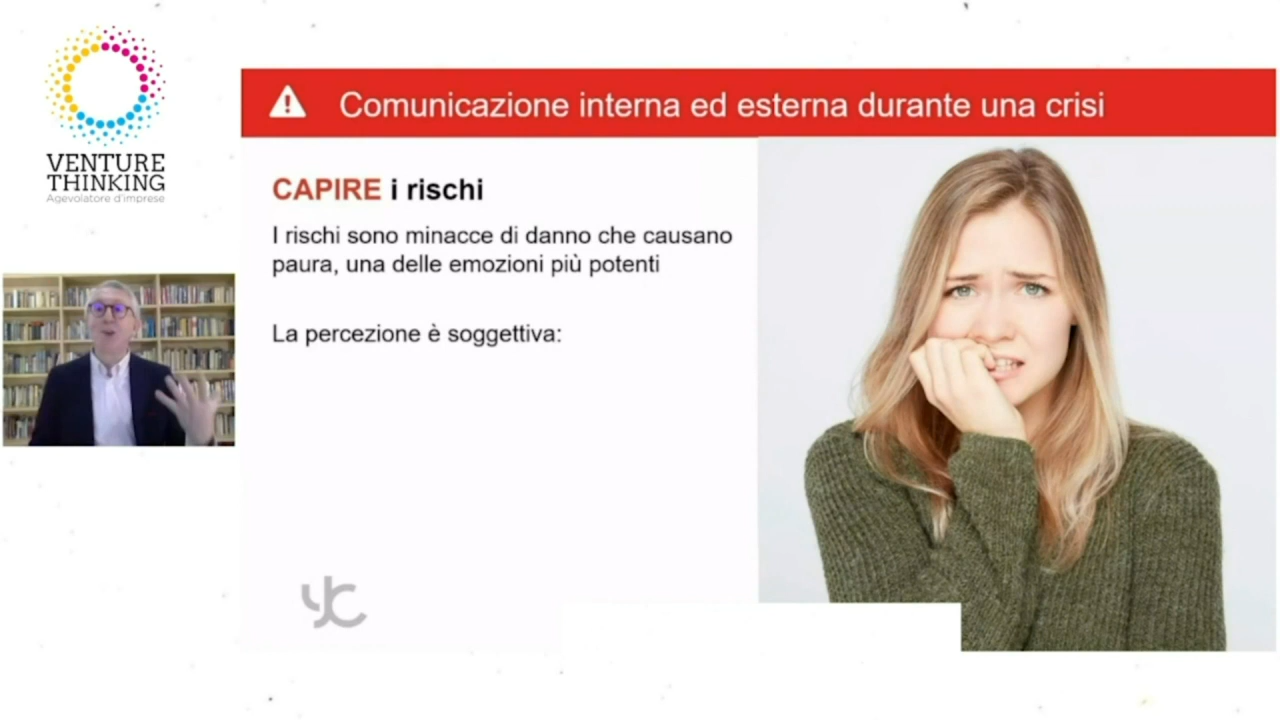 VENTURE
THINKING
Agevolatore d'imprese
Comunicazione interna ed esterna durante una crisi
CAPIRE i rischi
I rischi sono minacce di danno che causano
paura, una delle emozioni più potenti
La percezione è soggettiva:
yc